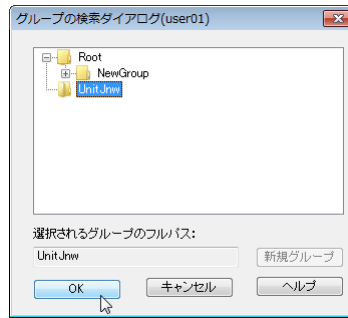 グループの検索ダイアログ(user01)
Root
NewGroup
UnitJnw
選択されるグループのフルパス:
UnitJnw
新規グループ
OK
キャンセル
ヘルプ